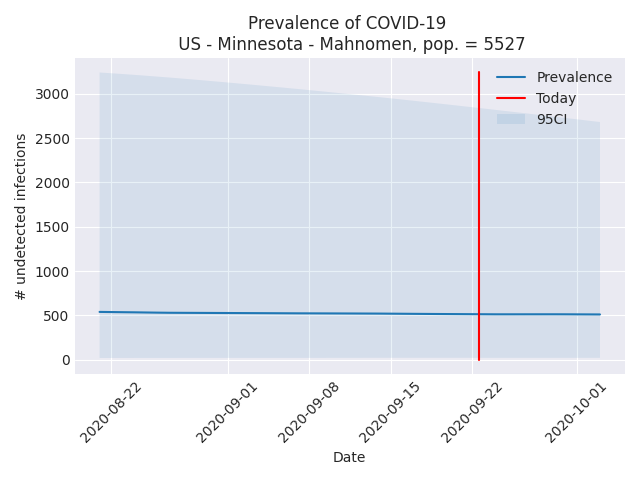 Prevalence of COVID-19
US - Minnesota - Mahnomen, pop. = 5527
Prevalence
Today
95CI
# undetected infections
3000
2500
2000
1500
1000
500
0
2020-08-22
2020-09-01
2020-09-08
2020-09-15
2020-09-22
2020-10-01
Date